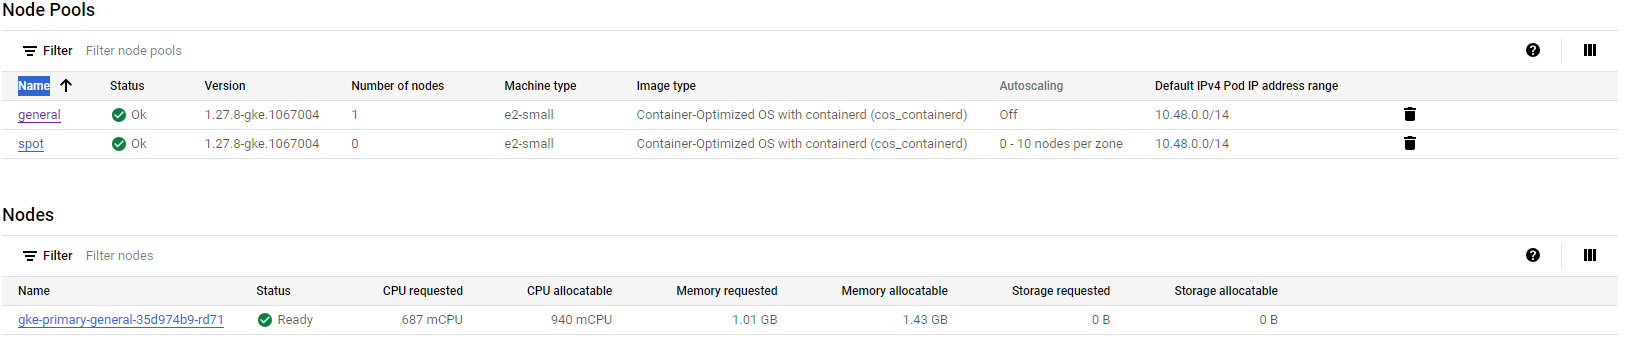 Node Pools
Filter Filter node pools
Name Status Version Number of nodes Machine type Image type Autoscaling Default IPv4 Pod IP address range
general Ok 1.27.8-gke.1067004 1 e2-small Container-Optimized OS with containerd (cos_containerd) Off 10.48.0.0/14
spot Ok 1.27.8-gke.1067004 0 e2-small Container-Optimized OS with containerd (cos_containerd) 0 - 10 nodes per zone 10.48.0.0/14
Nodes
Filter Filter nodes
Name Status CPU requested CPU allocatable Memory requested Memory allocatable Storage requested Storage allocatable
gke-primary-general-35d974b9-rd71 Ready 687 mCPU 940 mCPU 1.01 GB 1.43 GB 0 B 0 B